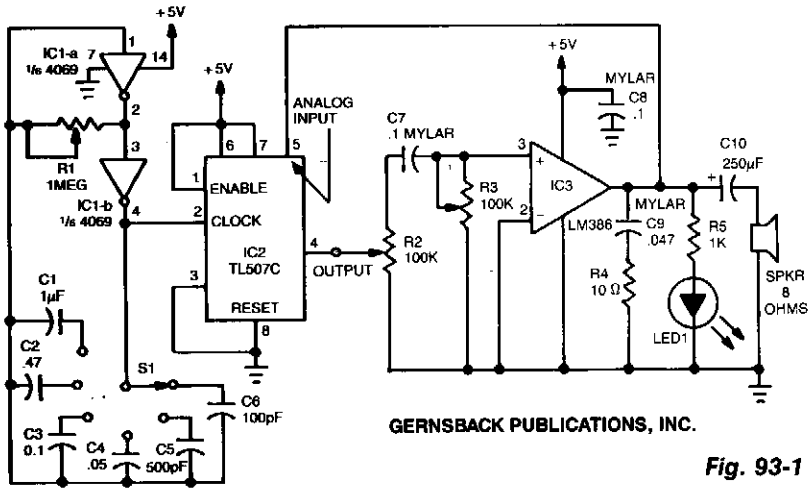 1
IC1-a
7
14
+5V
1/6 4069
2
R1
1MEG
3
IC1-b
1/6 4069
4
C1
1µF
C2
.47
C3
0.1
C4
.05
C5
500pF
C6
100pF
S1
+5V
6
7
5
ANALOG
INPUT
1
ENABLE
2
CLOCK
IC2
TL507C
3
RESET
8
4
OUTPUT
C7
.1 MYLAR
R2
100K
R3
100K
+5V
MYLAR
C8
.1
3
+
IC3
2
−
LM386
MYLAR
C9
.047
R4
10 Ω
R5
1K
LED1
C10
250µF
+
SPKR
8
OHMS
GERNSBACK PUBLICATIONS, INC.
Fig. 93-1